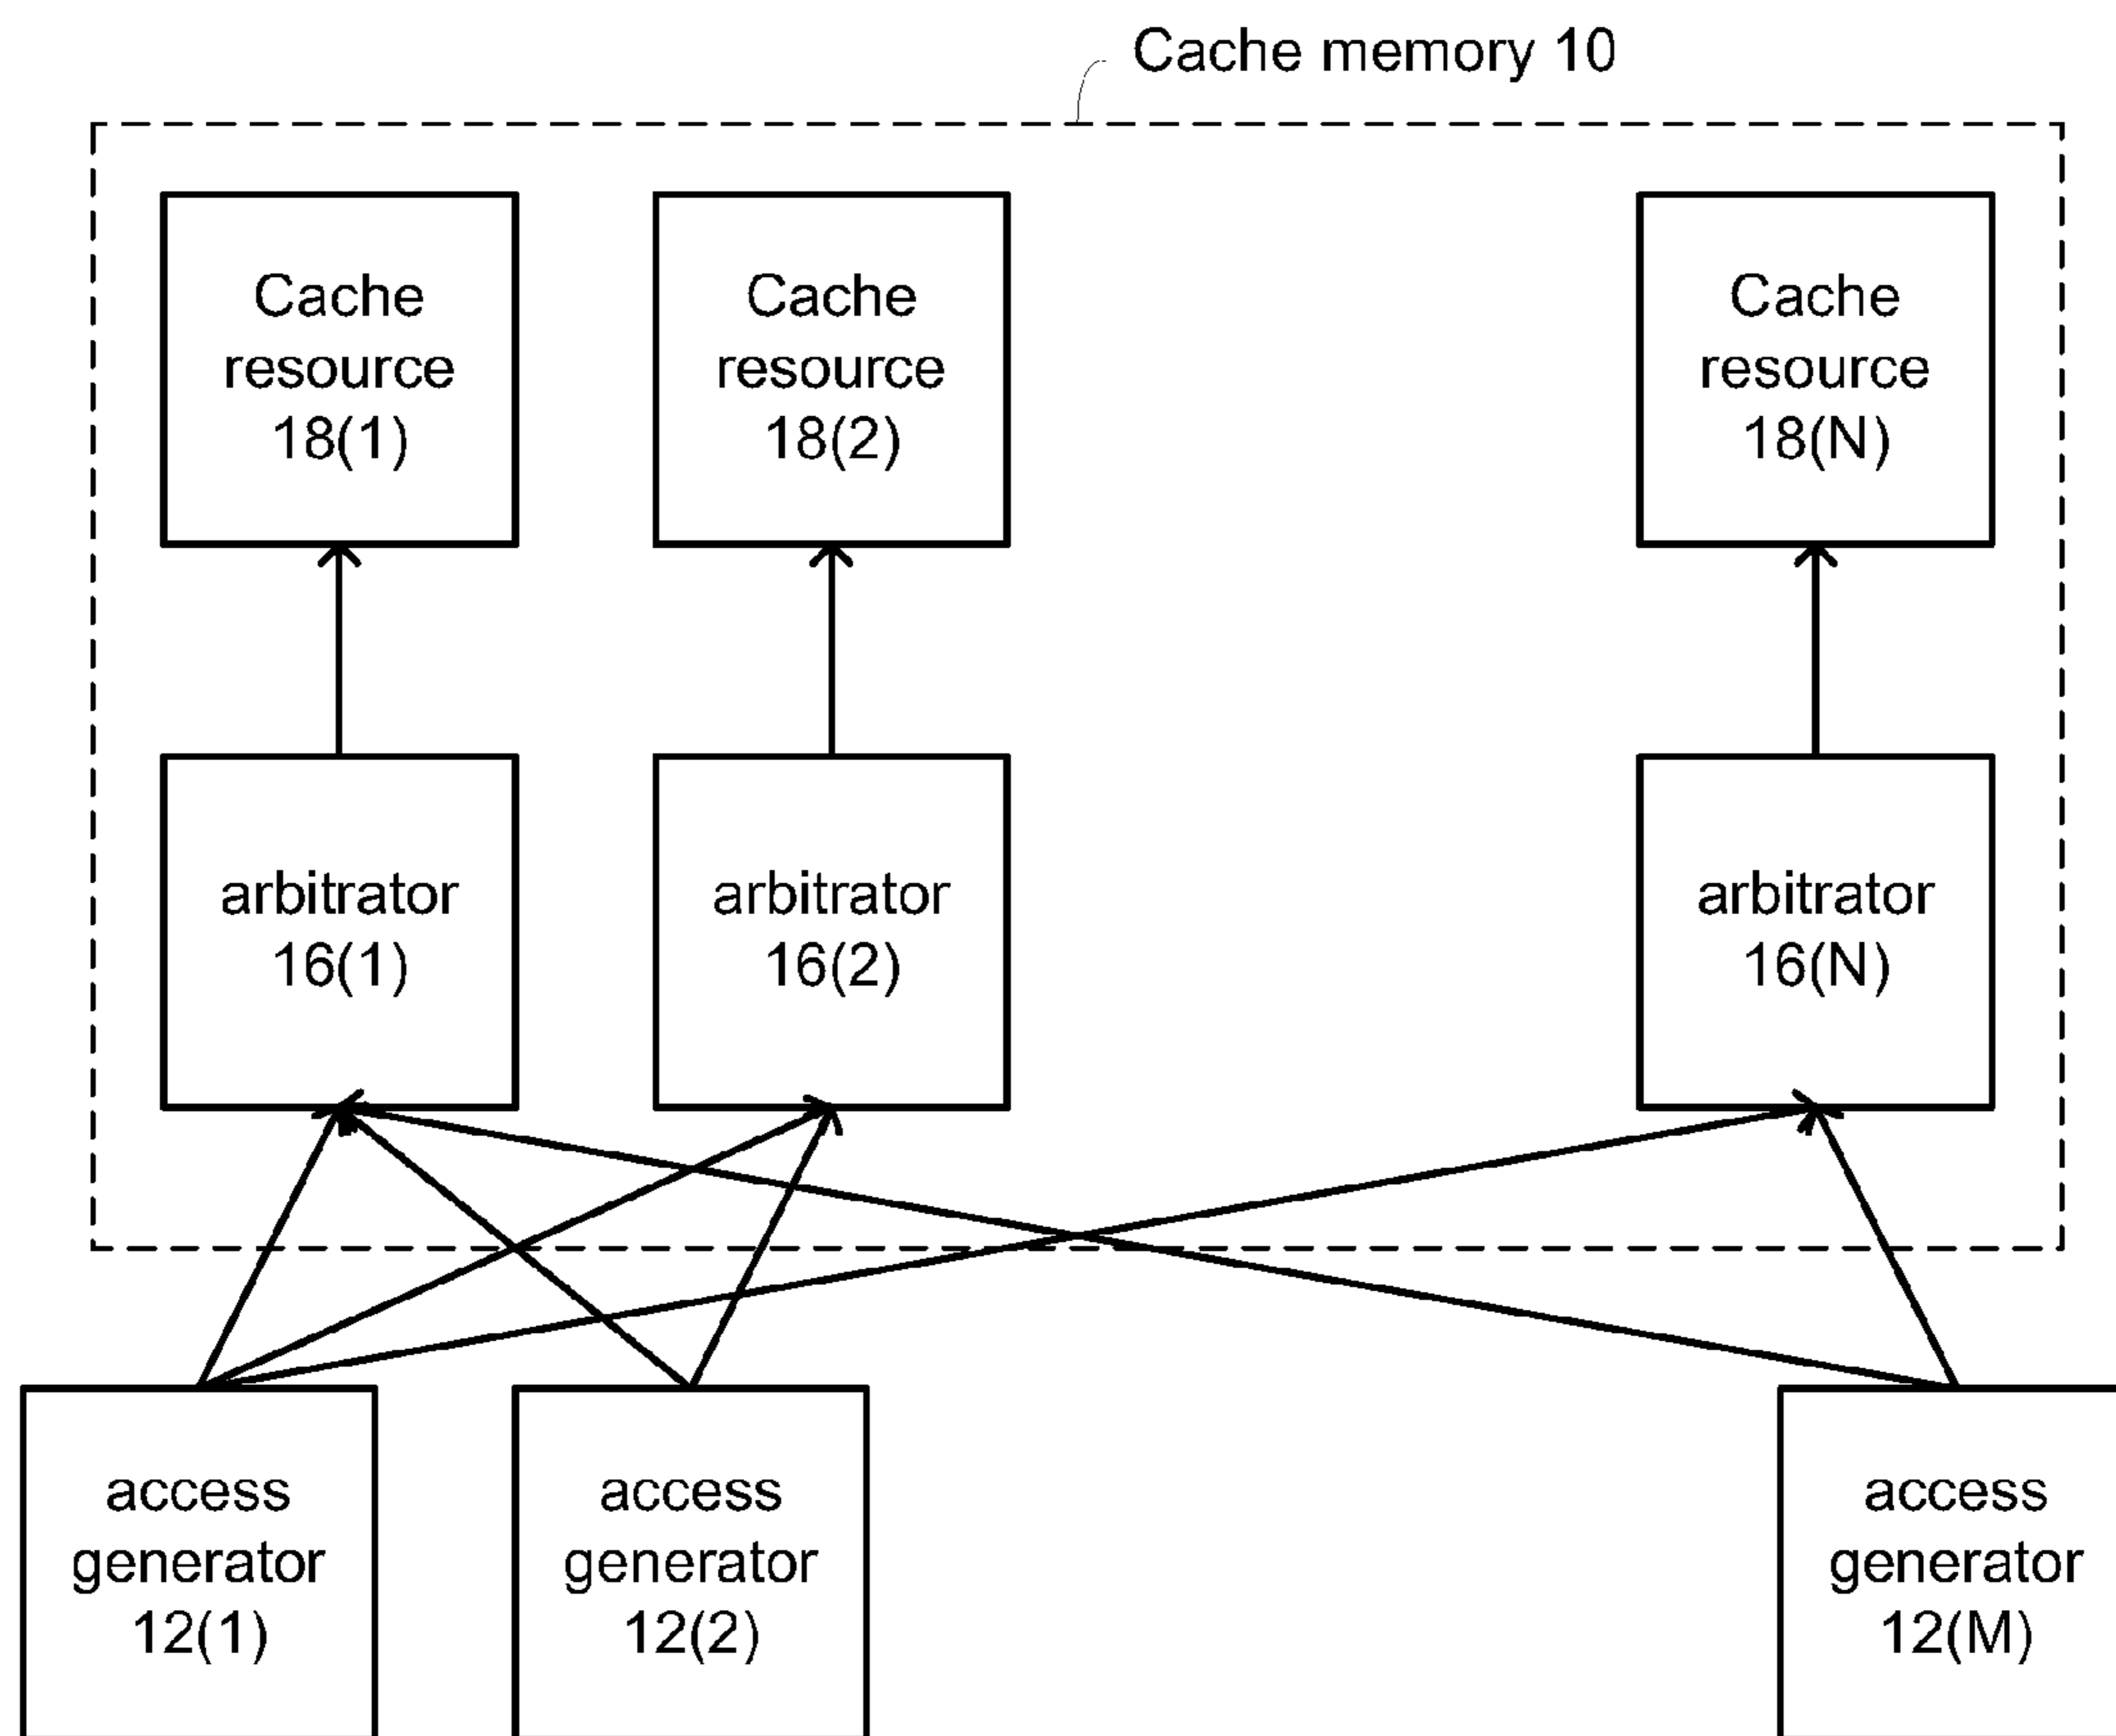 Cache memory 10
Cache
resource
18(1)
Cache
resource
18(2)
Cache
resource
18(N)
arbitrator
16(1)
arbitrator
16(2)
arbitrator
16(N)
access
generator
12(1)
access
generator
12(2)
access
generator
12(M)